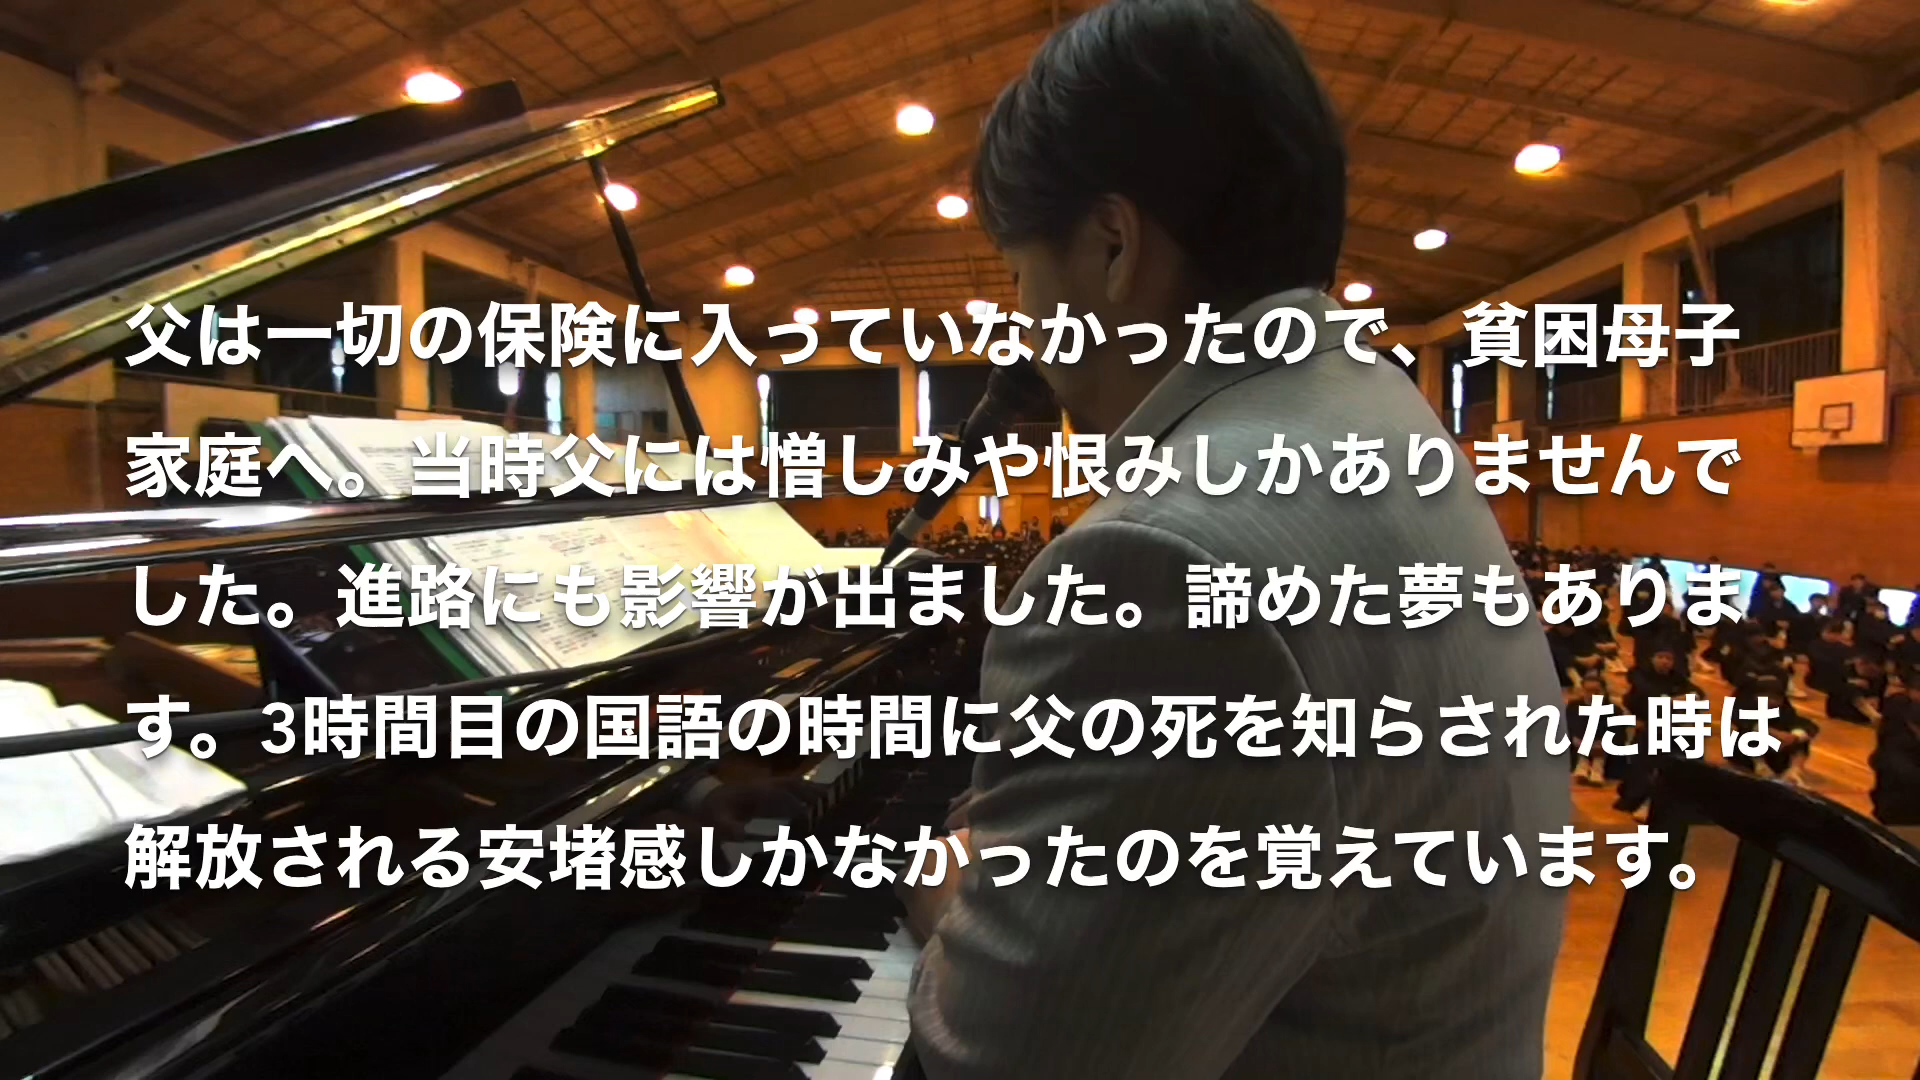 父は一切の保険に入っていなかったので、貧困母子
家庭へ。当時父には憎しみや恨みしかありませんで
した。進路にも影響が出ました。諦めた夢もありま
す。3時間目の国語の時間に父の死を知らされた時は
解放される安堵感しかなかったのを覚えています。